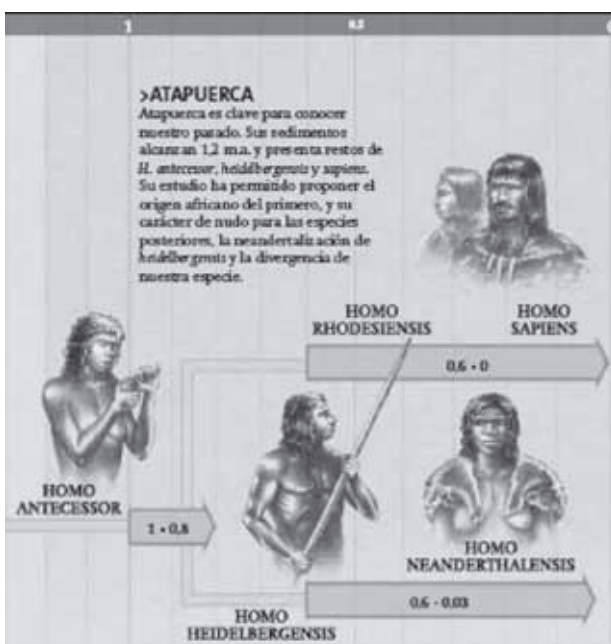 1
0,5
>ATAPUERCA
Atapuerca es clave para conocer
nuestro pasado. Sus sedimentos
alcanzan 1,2 m.a. y presenta restos de
H. antecessor, heidelbergensis y sapiens.
Su estudio ha permitido proponer el
origen africano del primero, y su
carácter de nudo para las especies
posteriores, la neandertalización de
heidelbergensis y la divergencia de
nuestra especie.
HOMO
RHODESIENSIS
HOMO
SAPIENS
0,6 - 0
HOMO
ANTECESSOR
1 - 0,8
HOMO
NEANDERTHALENSIS
HOMO
HEIDELBERGENSIS
0,6 - 0,03